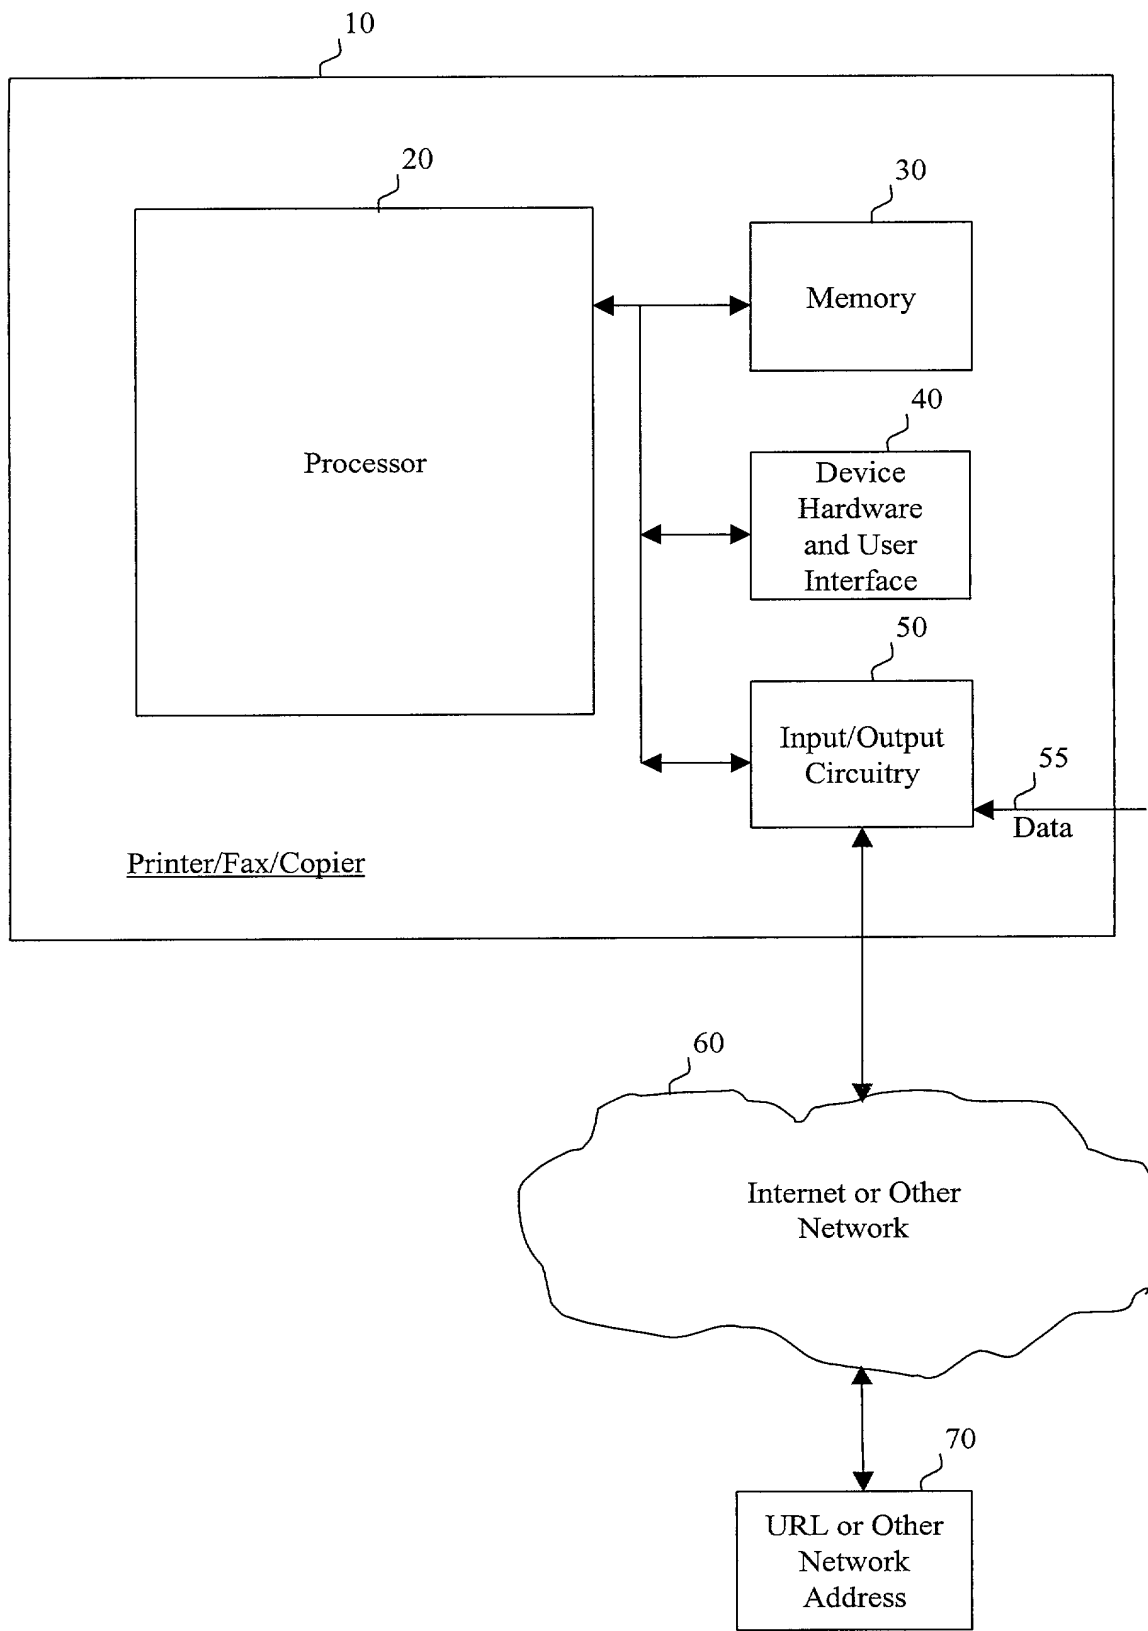 10
20
30
Memory
Processor
40
Device
Hardware
and User
Interface
50
Input/Output
Circuitry
55
Data
Printer/Fax/Copier
60
Internet or Other
Network
70
URL or Other
Network
Address